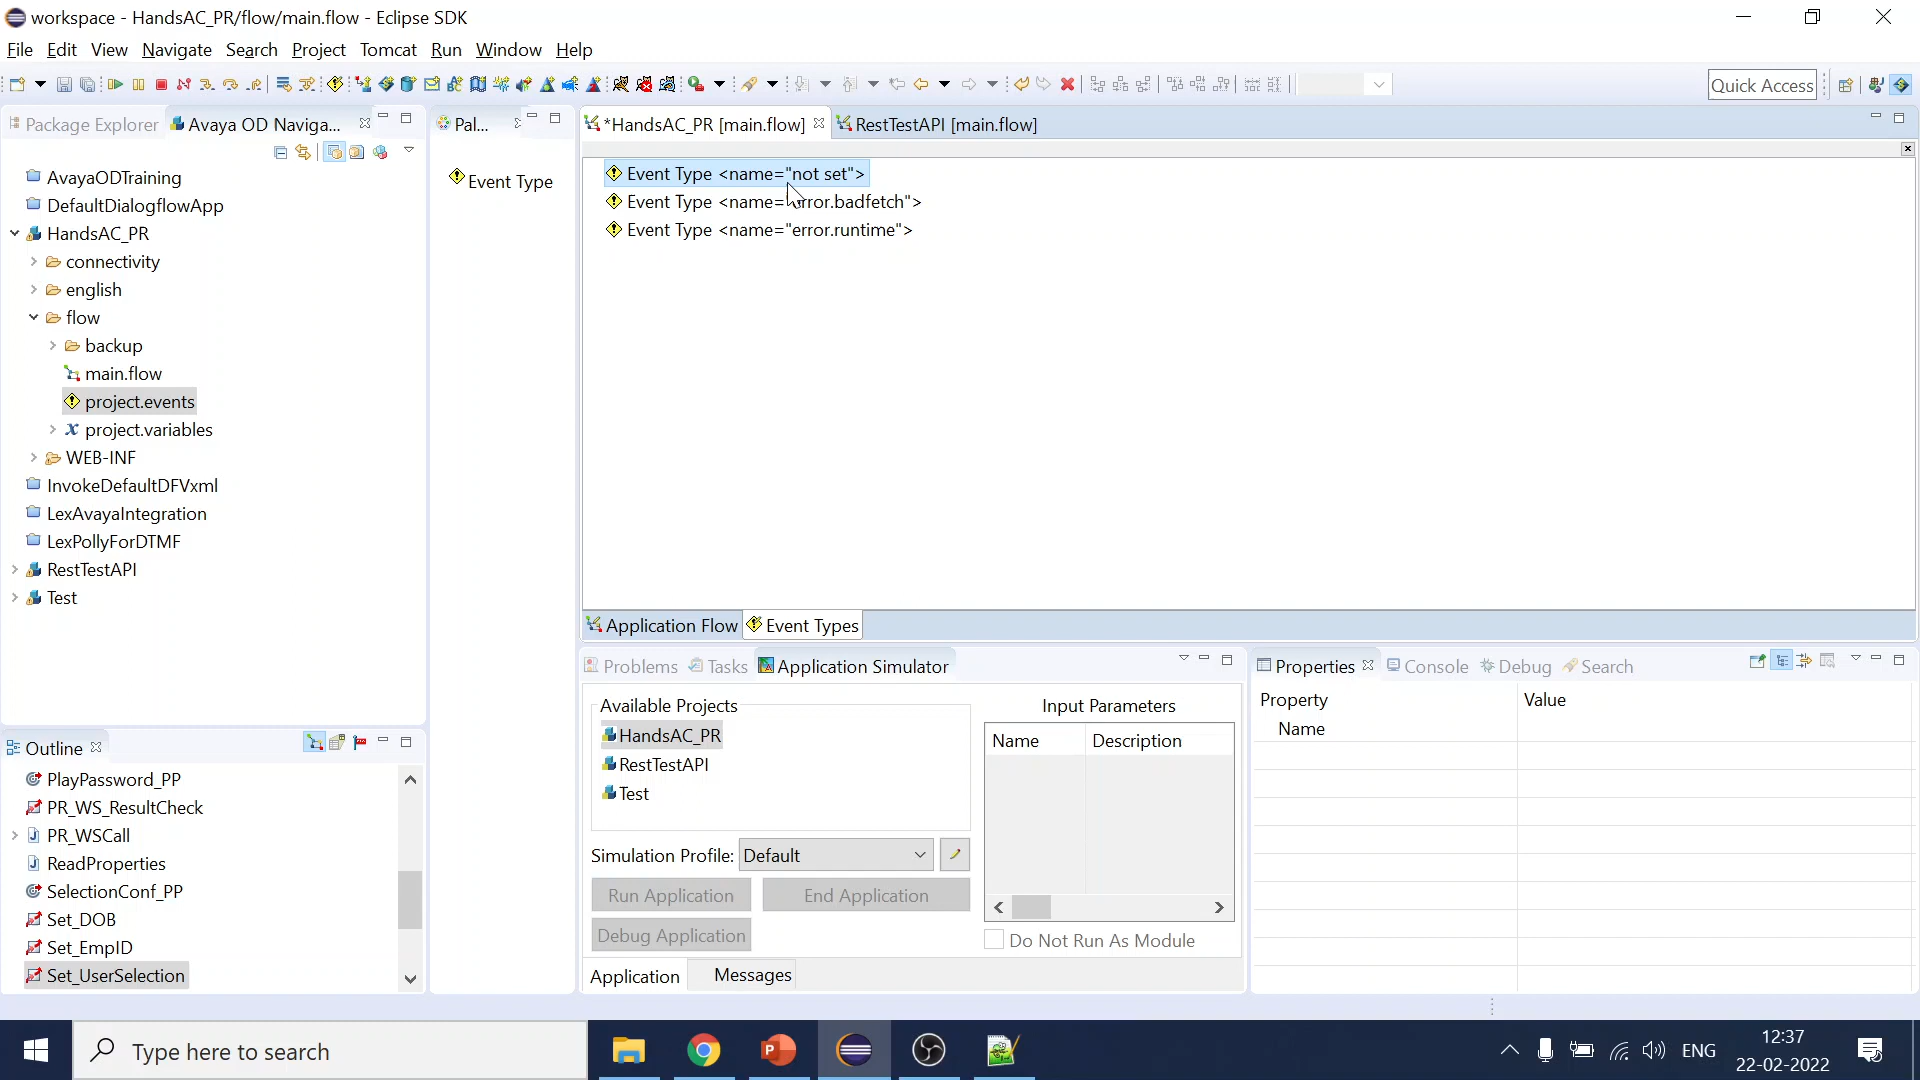 workspace - HandsAC_PR/flow/main.flow - Eclipse SDK
File Edit View Navigate Search Project Tomcat Run Window Help
Quick Access
Package Explorer
Avaya OD Naviga...
Pal...
*HandsAC_PR [main.flow]
RestTestAPI [main.flow]
AvayaODTraining
DefaultDialogflowApp
HandsAC_PR
connectivity
english
flow
backup
main.flow
project.events
project.variables
WEB-INF
InvokeDefaultDFVxml
LexAvayaIntegration
LexPollyForDTMF
RestTestAPI
Test
Event Type
Event Type <name="not set">
Event Type <name="error.badfetch">
Event Type <name="error.runtime">
Application Flow
Event Types
Outline
PlayPassword_PP
PR_WS_ResultCheck
PR_WSCall
ReadProperties
SelectionConf_PP
Set_DOB
Set_EmpID
Set_UserSelection
Problems
Tasks
Application Simulator
Available Projects
HandsAC_PR
RestTestAPI
Test
Simulation Profile: Default
Run Application
End Application
Debug Application
Input Parameters
Name
Description
Do Not Run As Module
Application
Messages
Properties
Console
Debug
Search
Property
Value
Name
Type here to search
ENG
12:37
22-02-2022